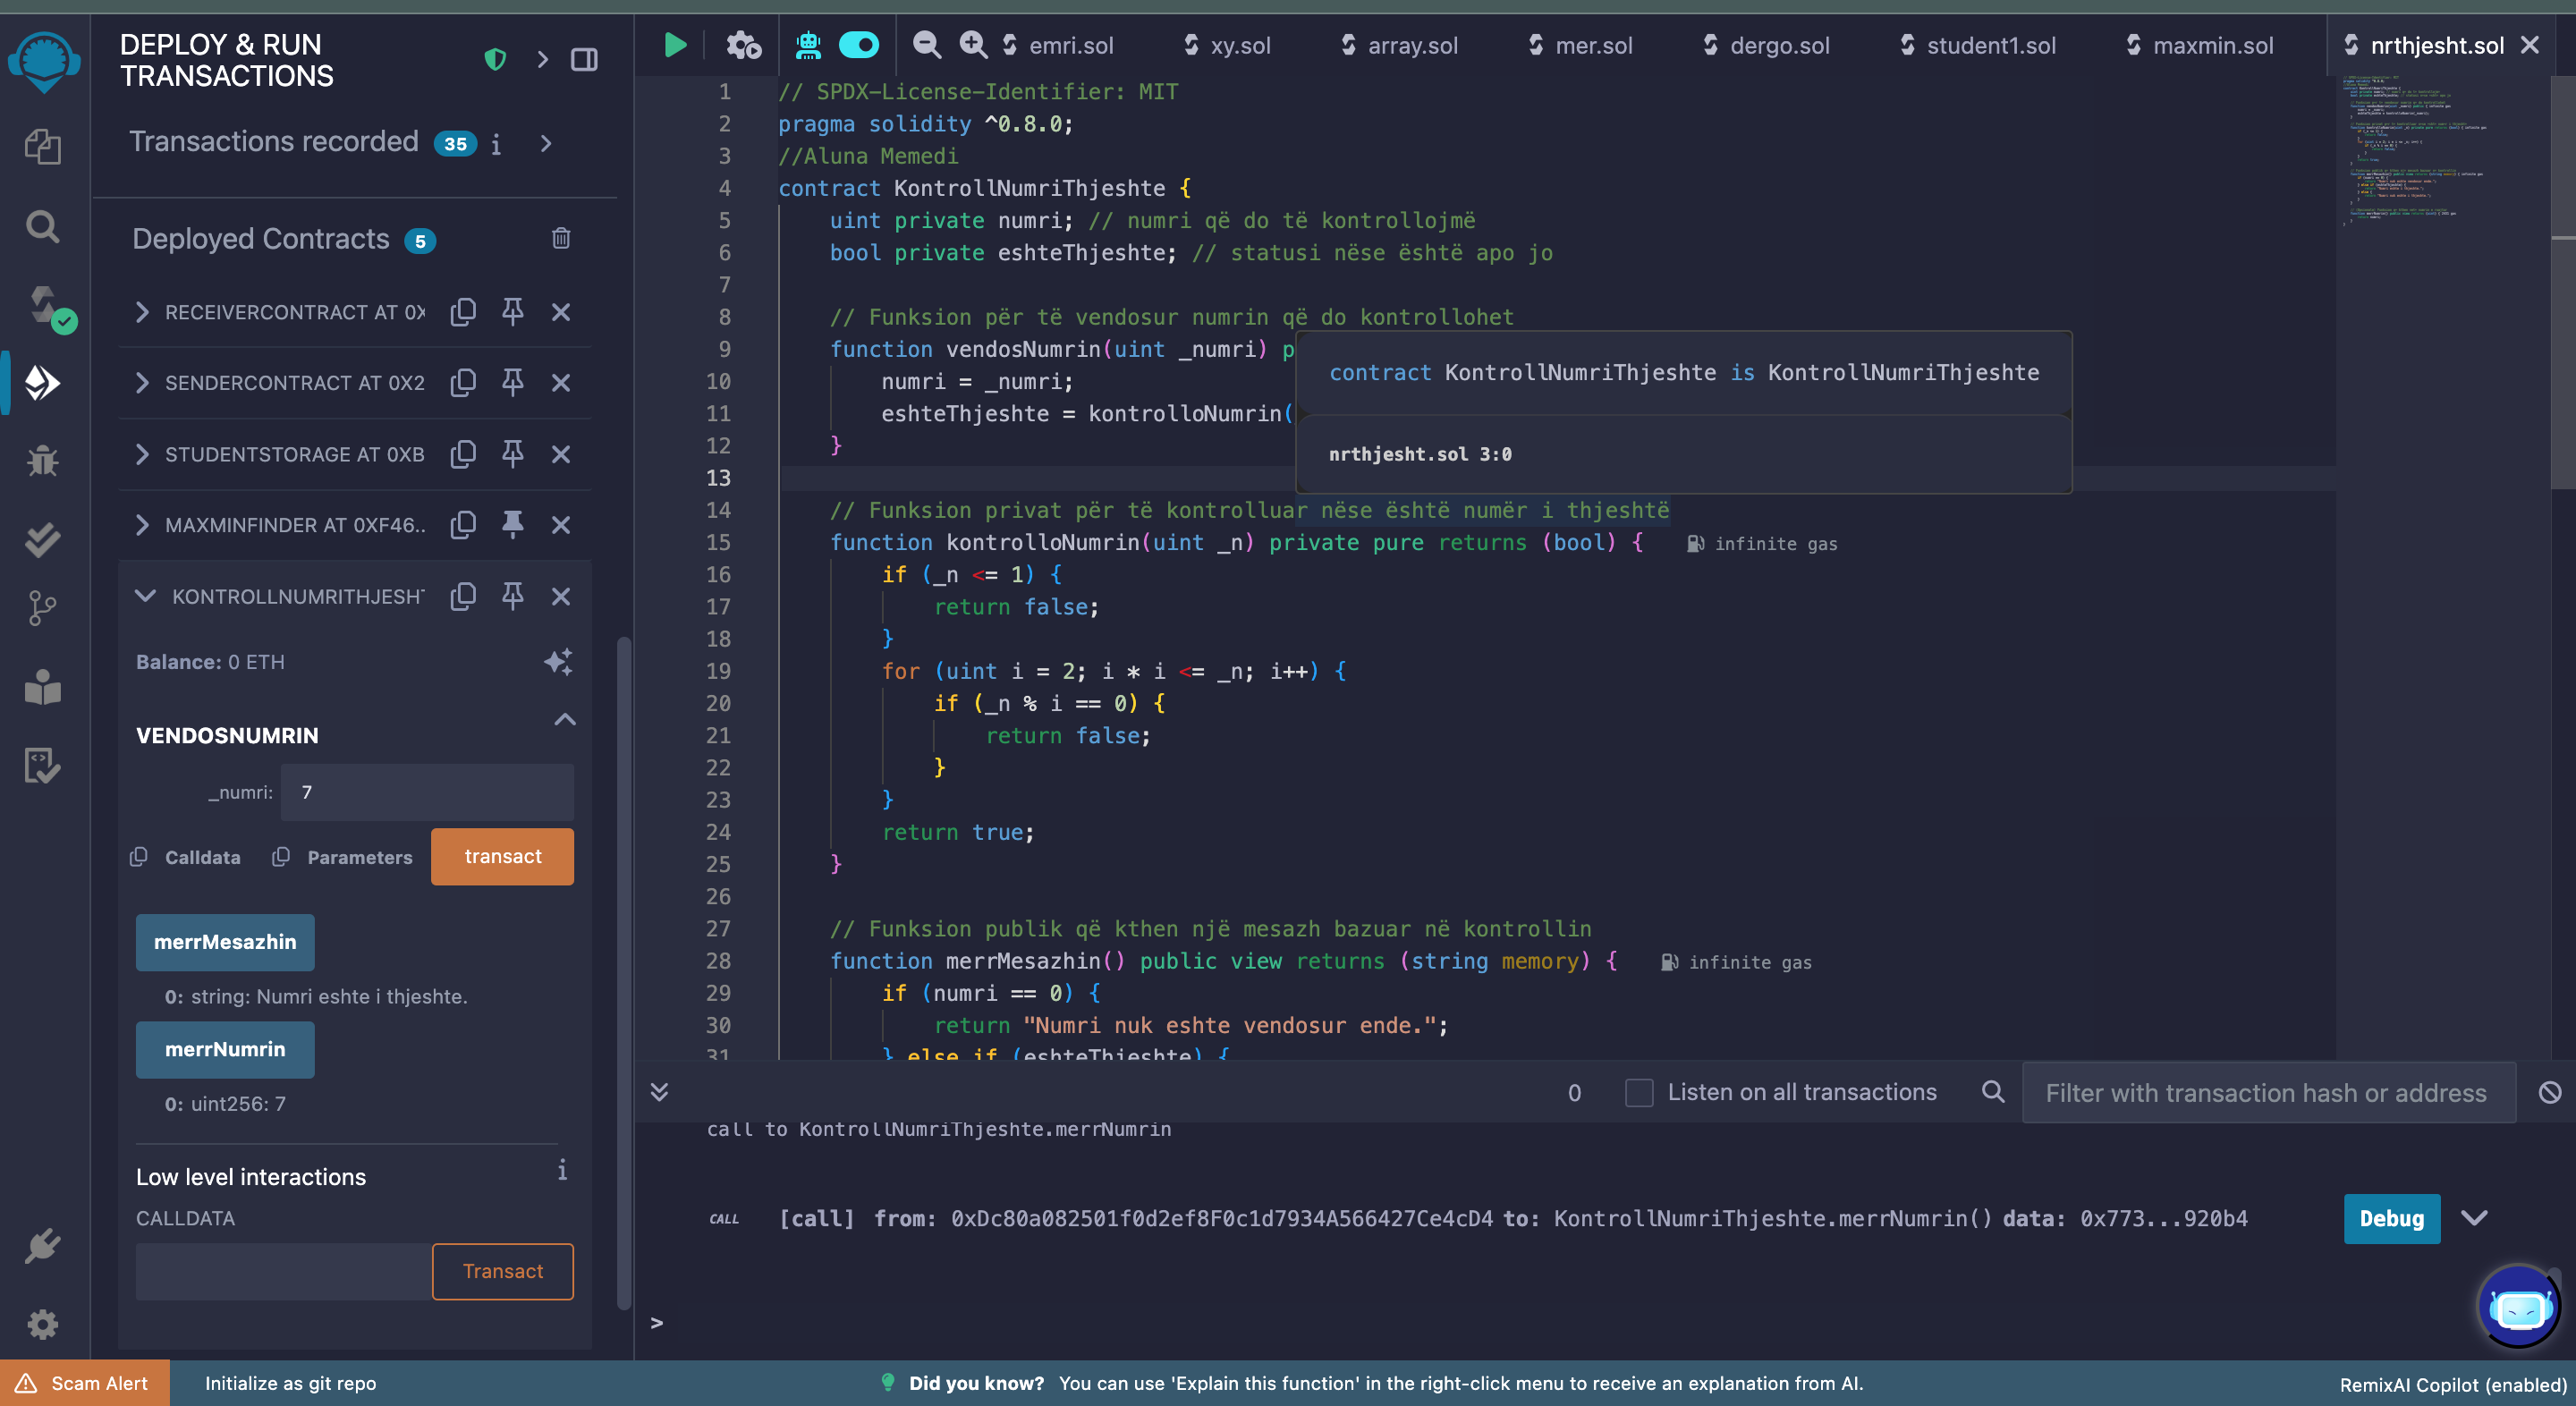 DEPLOY & RUN
TRANSACTIONS
Transactions recorded 35 i
Deployed Contracts 5
RECEIVERCONTRACT AT 0X
SENDERCONTRACT AT 0X2
STUDENTSTORAGE AT 0XB
MAXMINFINDER AT 0XF46..
KONTROLLNUMRITHJESHT
Balance: 0 ETH
VENDOSNUMRIN
_numri: 7
Calldata Parameters transact
merrMesazhin
0: string: Numri eshte i thjeshte.
merrNumrin
0: uint256: 7
Low level interactions i
CALLDATA
Transact
emri.sol xy.sol array.sol mer.sol dergo.sol student1.sol maxmin.sol nrthjesht.sol
1 // SPDX-License-Identifier: MIT
2 pragma solidity ^0.8.0;
3 //Aluna Memedi
4 contract KontrollNumriThjeshte {
5 uint private numri; // numri që do të kontrollojmë
6 bool private eshteThjeshte; // statusi nëse është apo jo
7
8 // Funksion për të vendosur numrin që do kontrollohet
9 function vendosNumrin(uint _numri) p
10 numri = _numri;
11 eshteThjeshte = kontrolloNumrin(
12 }
13
contract KontrollNumriThjeshte is KontrollNumriThjeshte
nrthjesht.sol 3:0
14 // Funksion privat për të kontrolluar nëse është numër i thjeshtë
15 function kontrolloNumrin(uint _n) private pure returns (bool) { infinite gas
16 if (_n <= 1) {
17 return false;
18 }
19 for (uint i = 2; i * i <= _n; i++) {
20 if (_n % i == 0) {
21 return false;
22 }
23 }
24 return true;
25 }
26
27 // Funksion publik që kthen një mesazh bazuar në kontrollin
28 function merrMesazhin() public view returns (string memory) { infinite gas
29 if (numri == 0) {
30 return "Numri nuk eshte vendosur ende.";
31 } else if (eshteThjeshte) {
0 Listen on all transactions Filter with transaction hash or address
call to KontrollNumriThjeshte.merrNumrin
CALL [call] from: 0xDc80a082501f0d2ef8F0c1d7934A566427Ce4cD4 to: KontrollNumriThjeshte.merrNumrin() data: 0x773...920b4 Debug
>
Scam Alert Initialize as git repo Did you know? You can use 'Explain this function' in the right-click menu to receive an explanation from AI. RemixAI Copilot (enabled)